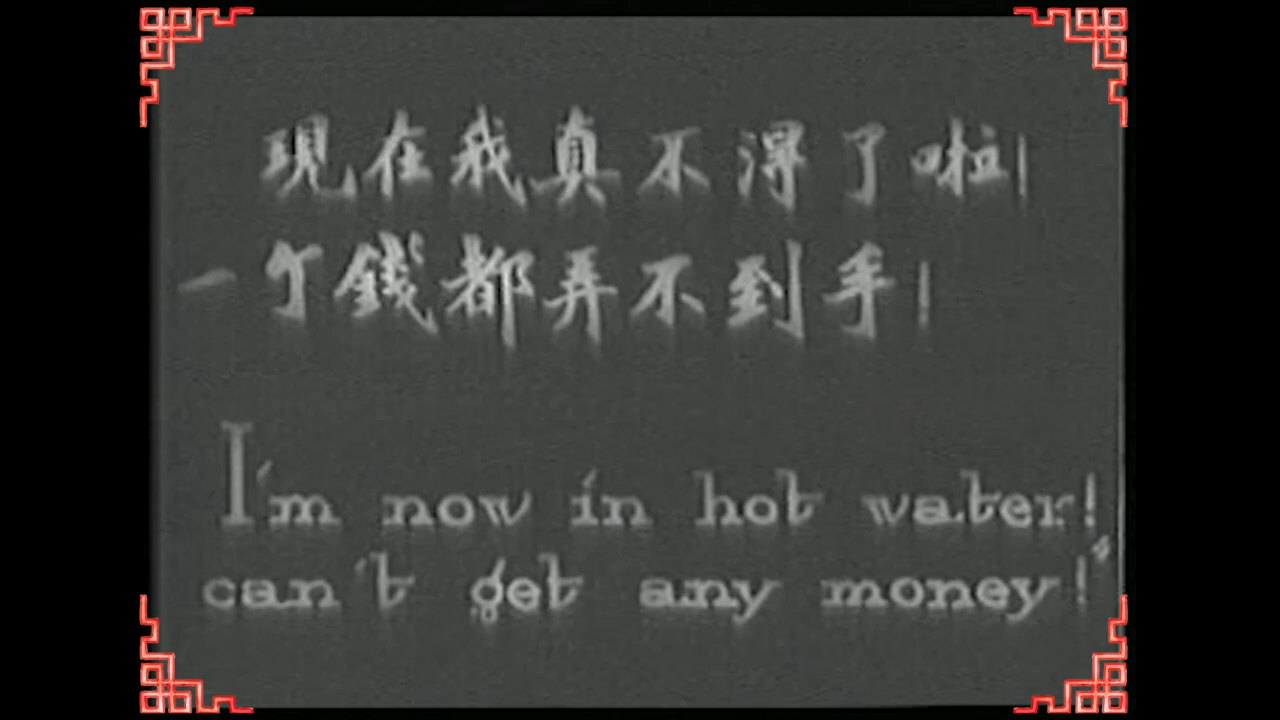 現在我真不得了啦!
一个錢都弄不到手!
I'm now in hot water!
can't get any money!"